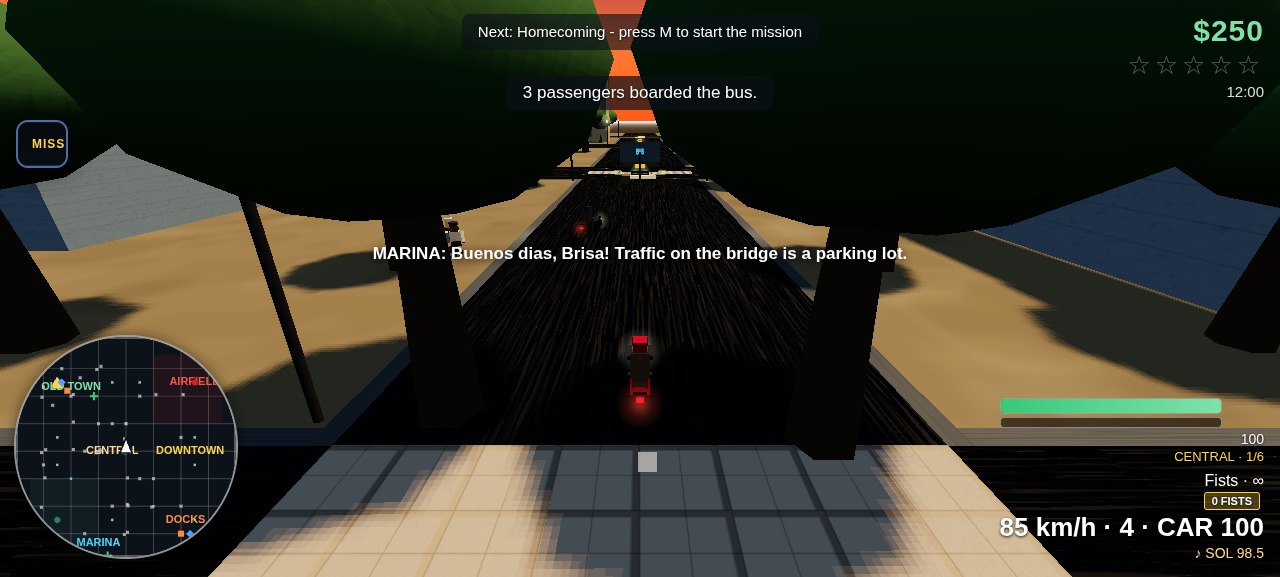 Next: Homecoming - press M to start the mission
3 passengers boarded the bus.
$250
12:00
MISS
MARINA: Buenos dias, Brisa! Traffic on the bridge is a parking lot.
OLD TOWN
CENTRAL
DOWNTOWN
DOCKS
MARINA
100
CENTRAL · 1/6
Fists · ∞
0 FISTS
85 km/h · 4 · CAR 100
♪ SOL 98.5